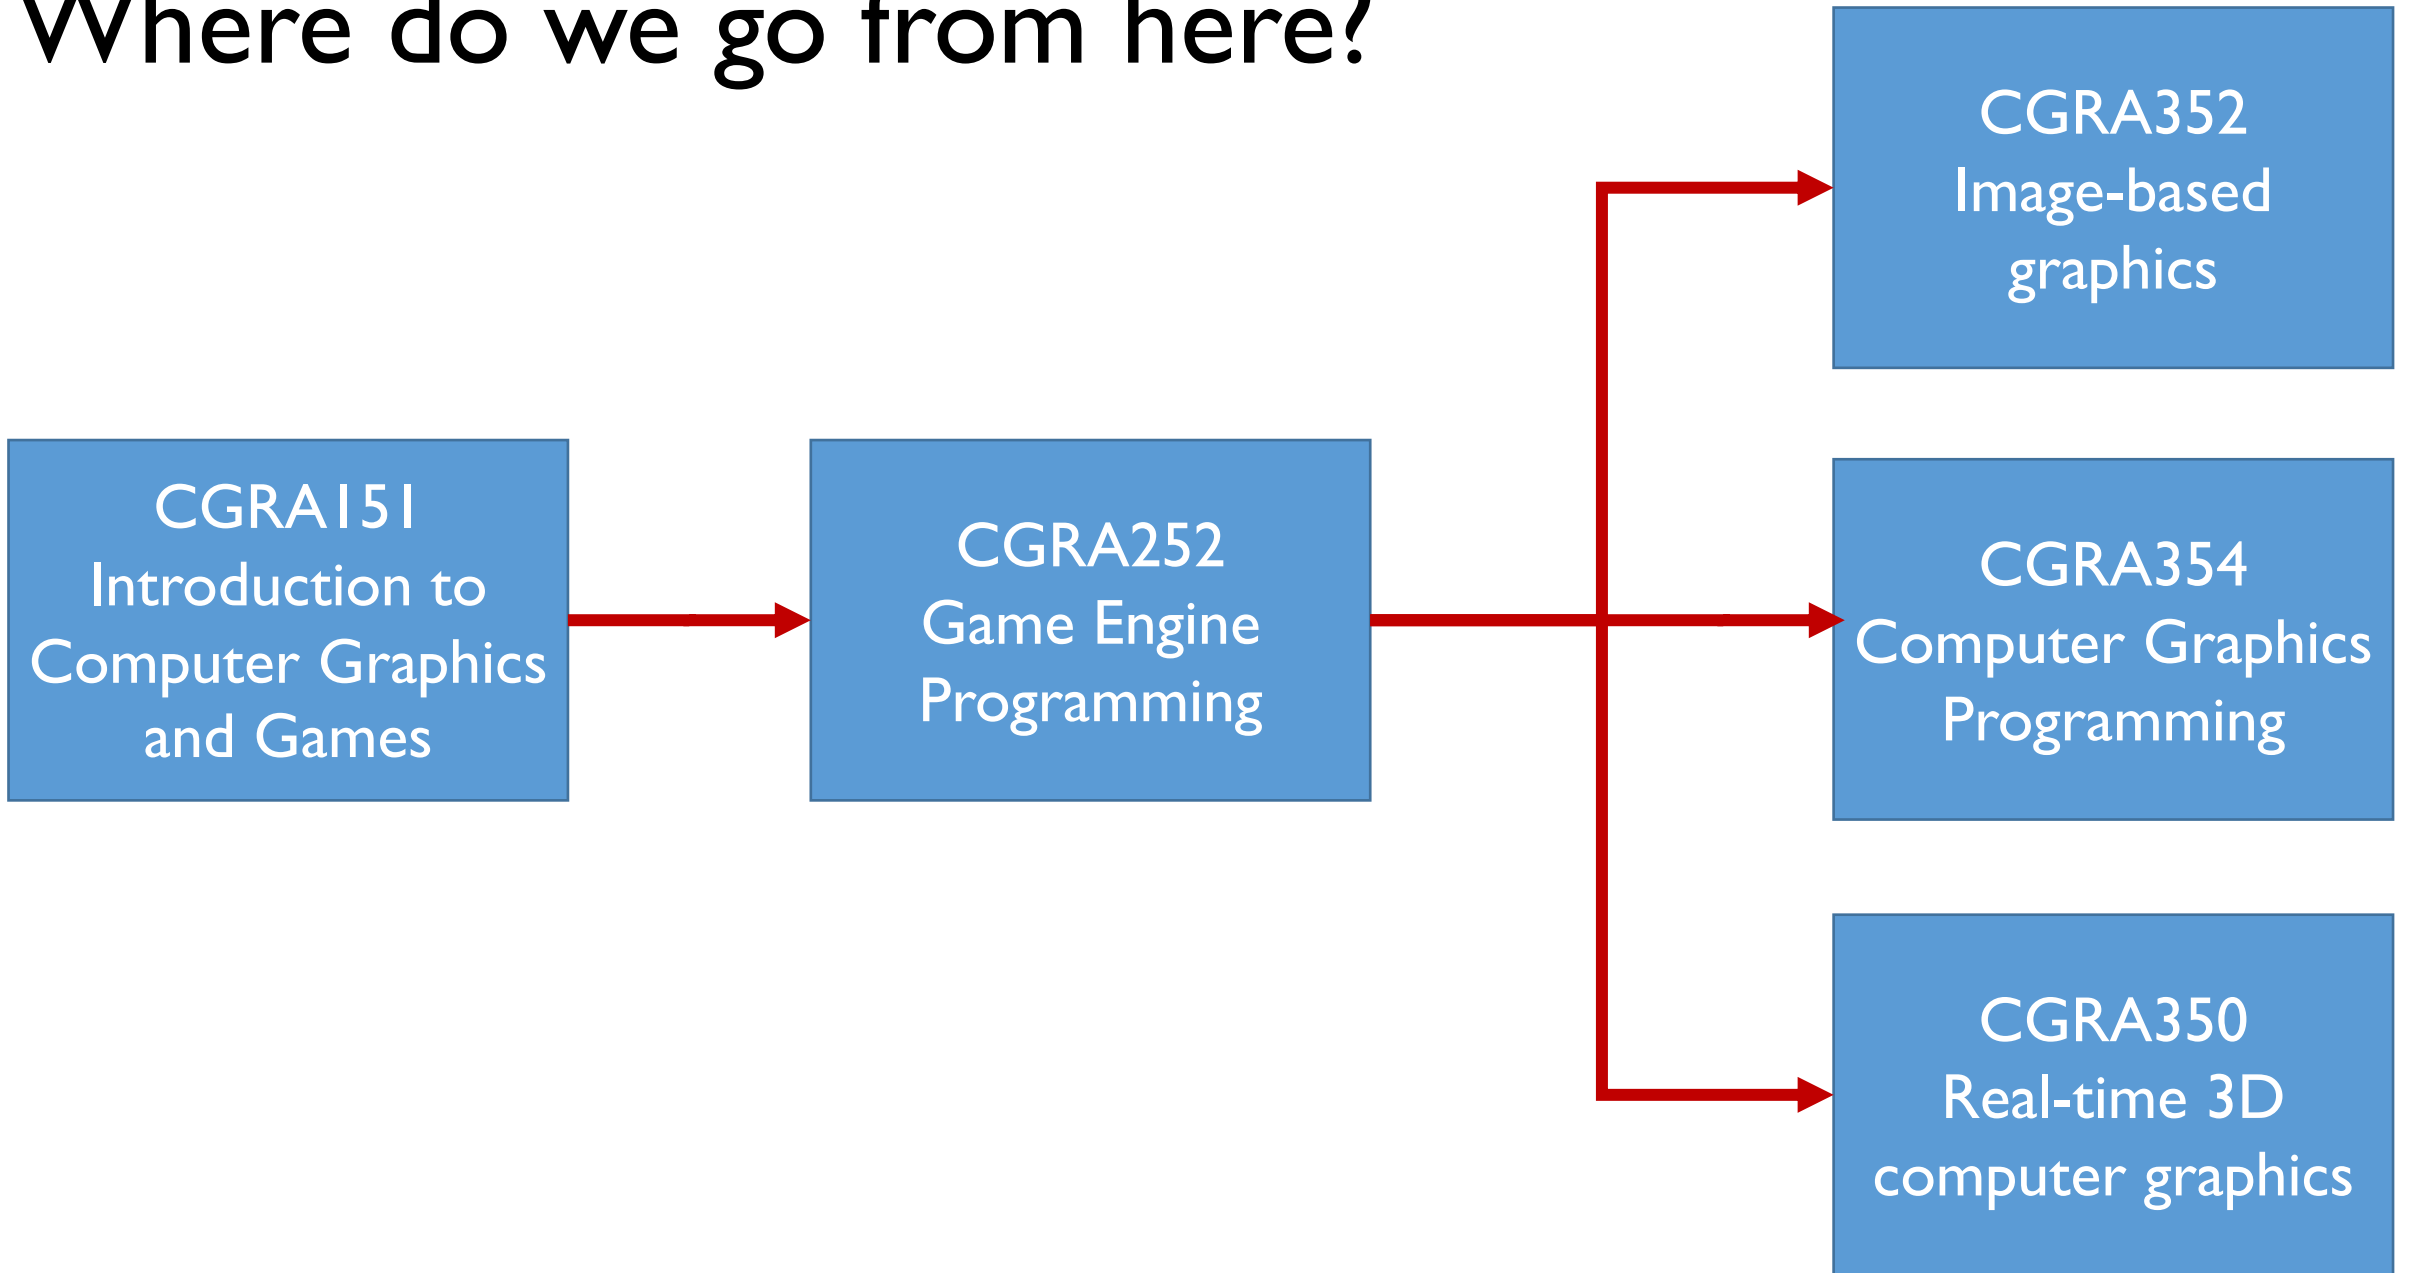 Where do we go from here?
CGRA151
Introduction to
Computer Graphics
and Games
CGRA252
Game Engine
Programming
CGRA352
Image-based
graphics
CGRA354
Computer Graphics
Programming
CGRA350
Real-time 3D
computer graphics